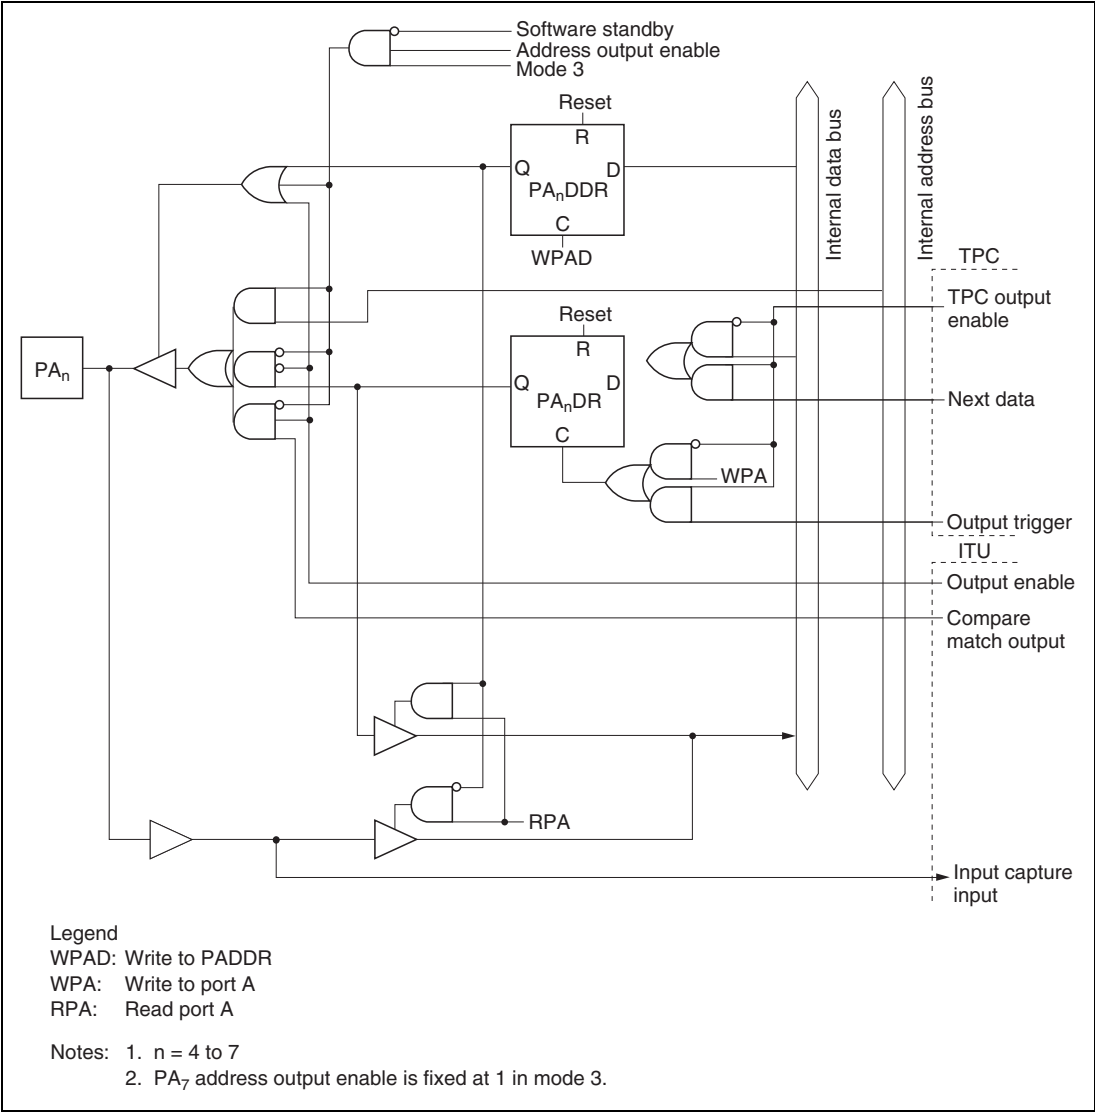 Software standby
Address output enable
Mode 3
Reset
R
Q
D
PAnDDR
C
WPAD
Internal data bus
Internal address bus
TPC
TPC output
enable
Reset
R
Q
D
PAnDR
C
PAn
Next data
WPA
Output trigger
ITU
Output enable
Compare
match output
RPA
Input capture
input
Legend
WPAD: Write to PADDR
WPA: Write to port A
RPA: Read port A
Notes: 1. n = 4 to 7
2. PA7 address output enable is fixed at 1 in mode 3.